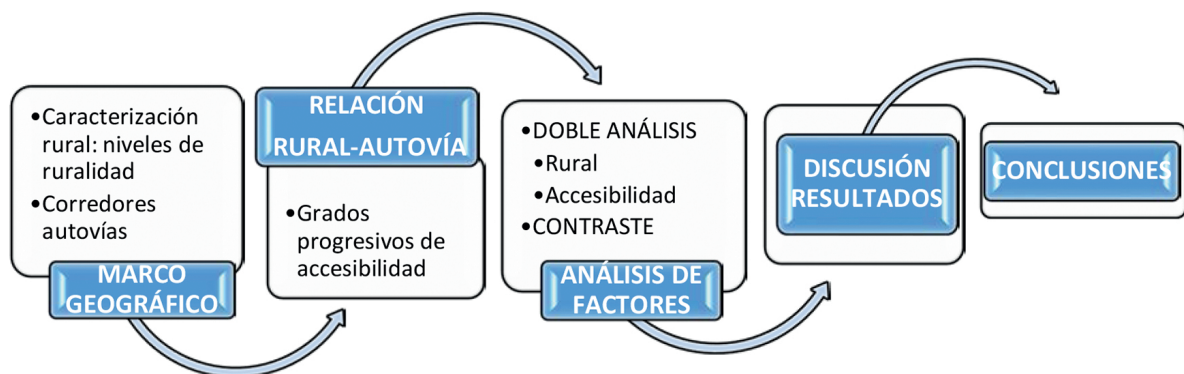 •Caracterización
rural: niveles de
ruralidad
•Corredores
autovías
MARCO
GEOGRÁFICO
RELACIÓN
RURAL-AUTOVÍA
•Grados
progresivos de
accesibilidad
•DOBLE ANÁLISIS
•Rural
•Accesibilidad
•CONTRASTE
ANÁLISIS DE
FACTORES
DISCUSIÓN
RESULTADOS
CONCLUSIONES